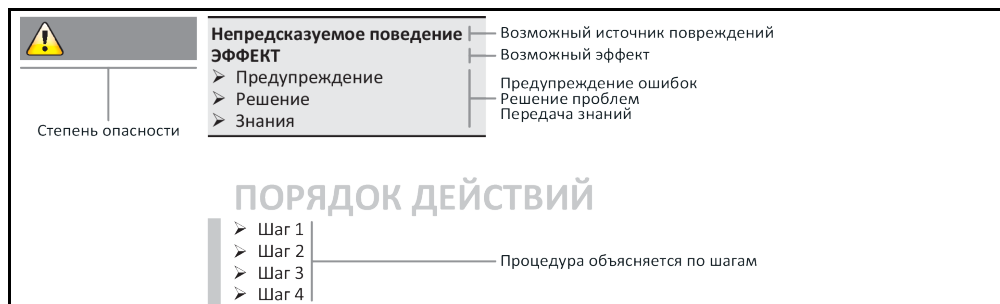 Непредсказуемое поведение
Возможный источник повреждений
ЭФФЕКТ
Возможный эффект
➢ Предупреждение
➢ Решение
➢ Знания
Предупреждение ошибок
Решение проблем
Передача знаний
Степень опасности
ПОРЯДОК ДЕЙСТВИЙ
➢ Шаг 1
➢ Шаг 2
➢ Шаг 3
➢ Шаг 4
Процедура объясняется по шагам